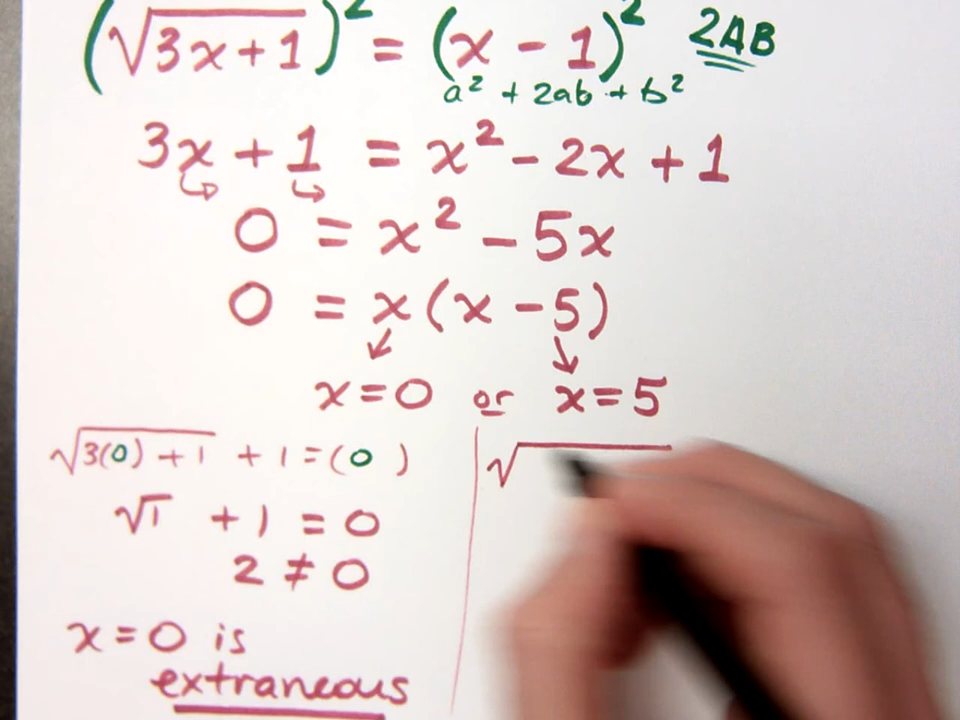 (√3x+1)² = (x - 1)² 2AB
a² + 2ab + b²
3x + 1 = x² - 2x + 1
0 = x² - 5x
0 = x(x - 5)
x=0 or x=5
√3(0) + 1 + 1 = (0)
√1 + 1 = 0
2 ≠ 0
x = 0 is
extraneous
√